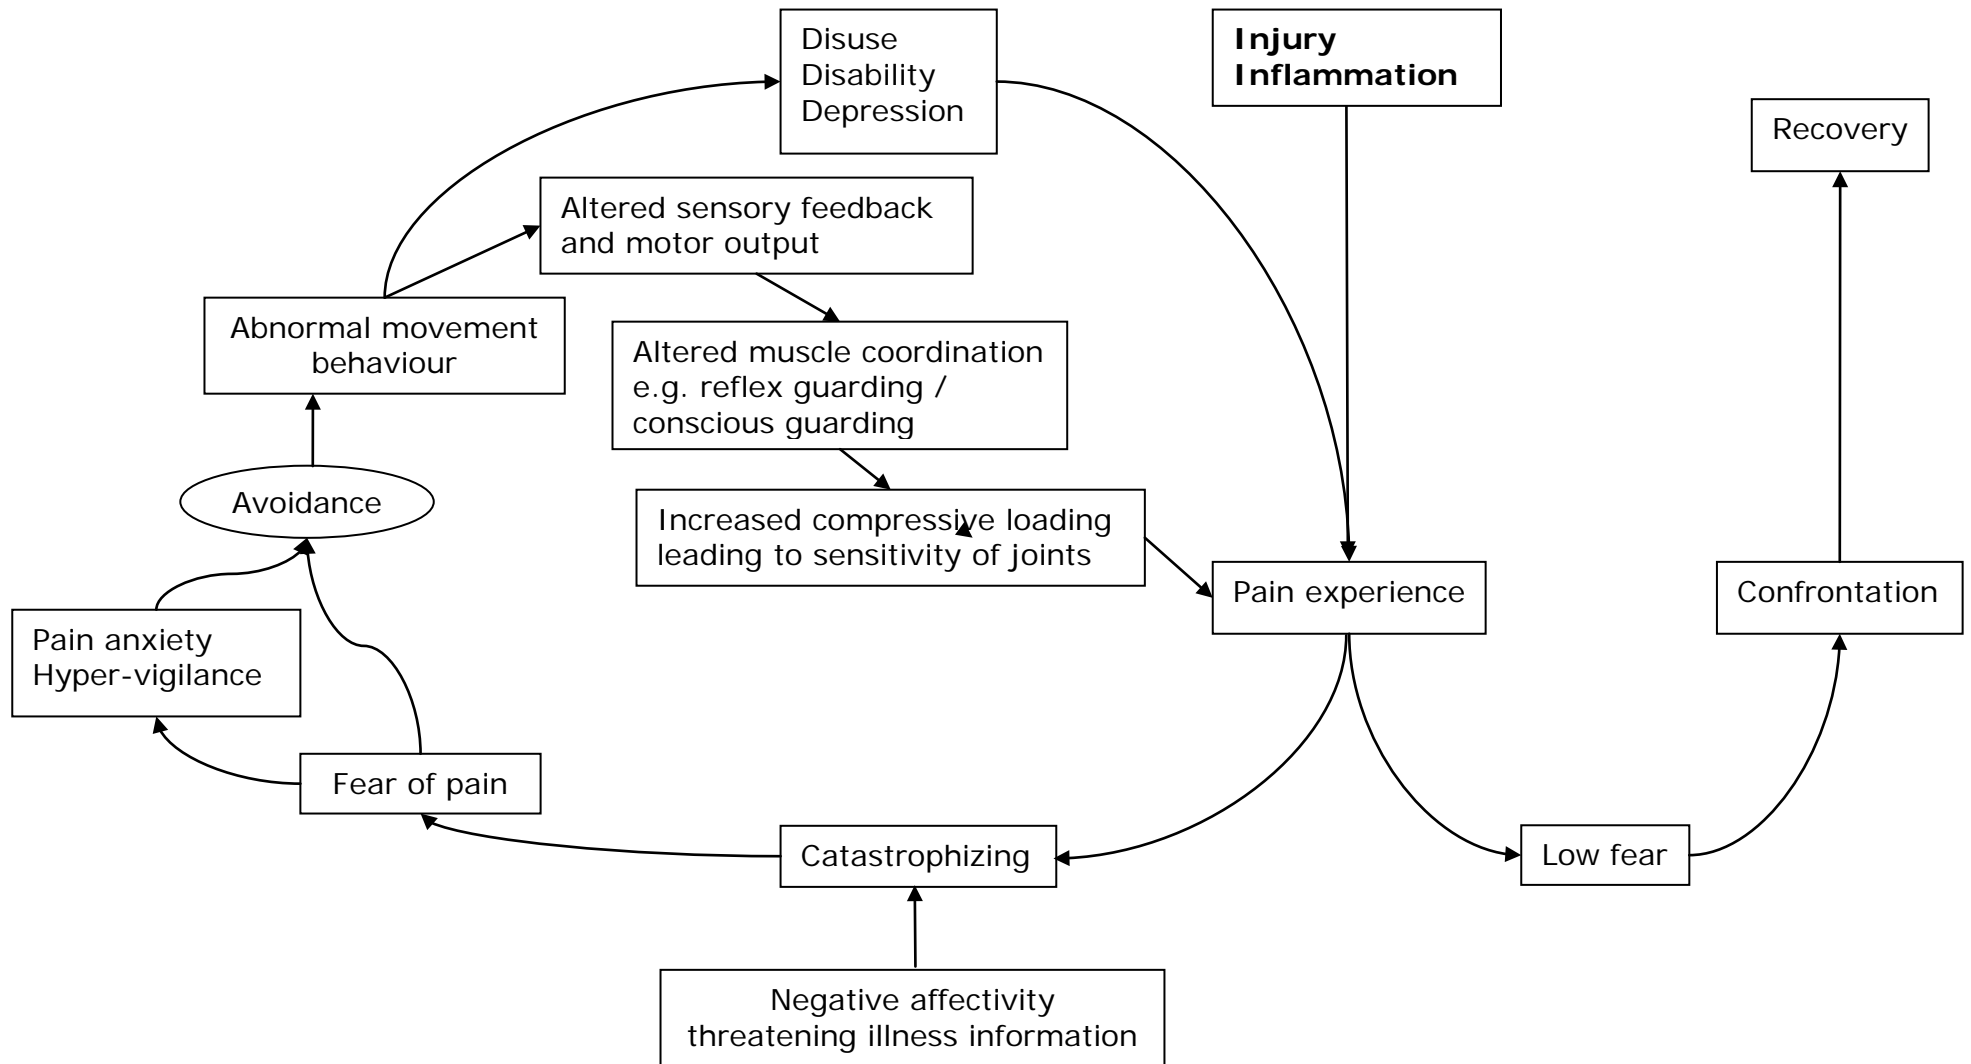 Disuse
Disability
Depression
Injury
Inflammation
Recovery
Altered sensory feedback
and motor output
Abnormal movement
behaviour
Altered muscle coordination
e.g. reflex guarding /
conscious guarding
Avoidance
Increased compressive loading
leading to sensitivity of joints
Pain experience
Confrontation
Pain anxiety
Hyper-vigilance
Fear of pain
Catastrophizing
Low fear
Negative affectivity
threatening illness information